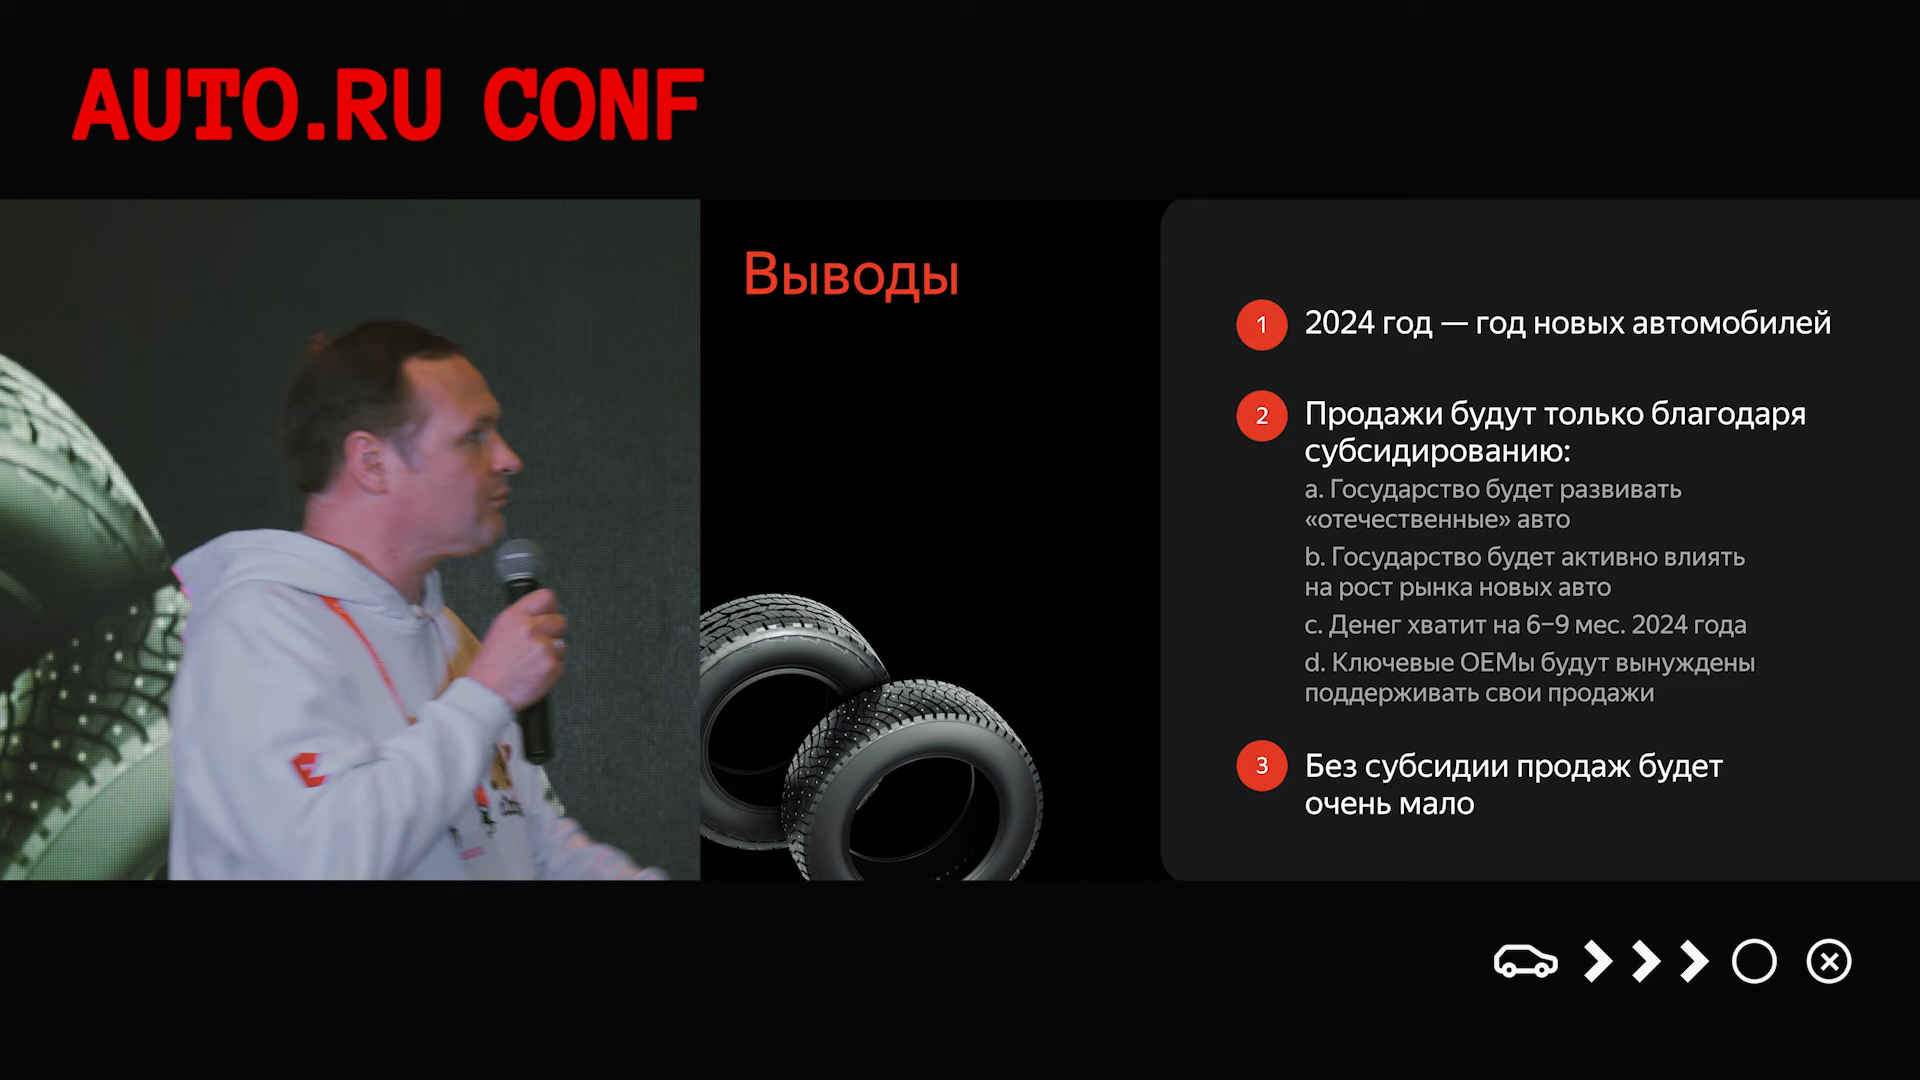 AUTO.RU CONF
Выводы
1
2024 год — год новых автомобилей
2
Продажи будут только благодаря
субсидированию:
a. Государство будет развивать
«отечественные» авто
b. Государство будет активно влиять
на рост рынка новых авто
c. Денег хватит на 6–9 мес. 2024 года
d. Ключевые OEMы будут вынуждены
поддерживать свои продажи
3
Без субсидии продаж будет
очень мало